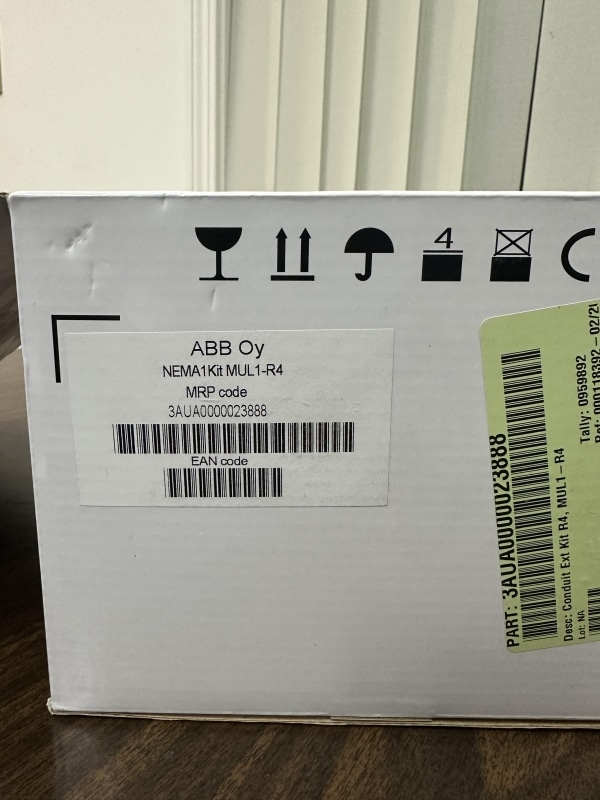 4
ABB Oy
NEMA1Kit MUL1-R4
MRP code
3AUA0000023888
EAN code
PART: 3AUA0000023888
Desc: Conduit Ext Kit R4, MUL1-R4
Lot: NA
Tally: 0959892